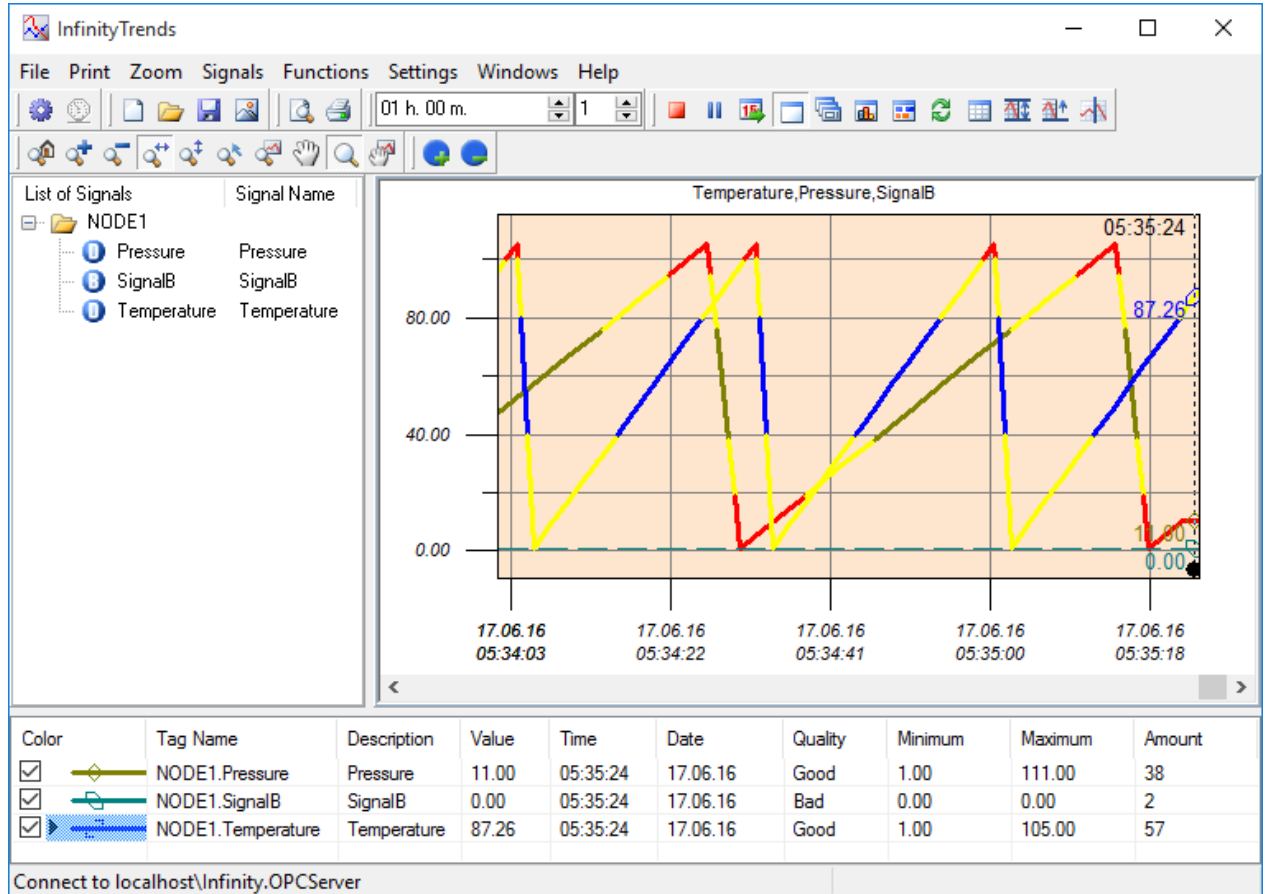 InfinityTrends
File Print Zoom Signals Functions Settings Windows Help
01 h. 00 m. 1
15
List of Signals Signal Name
NODE1
D Pressure Pressure
B SignalB SignalB
D Temperature Temperature
Temperature,Pressure,SignalB
05:35:24
80.00 87.26
40.00
11.00
0.00 0.00
17.06.16 17.06.16 17.06.16 17.06.16 17.06.16
05:34:03 05:34:22 05:34:41 05:35:00 05:35:18
Color Tag Name Description Value Time Date Quality Minimum Maximum Amount
NODE1.Pressure Pressure 11.00 05:35:24 17.06.16 Good 1.00 111.00 38
NODE1.SignalB SignalB 0.00 05:35:24 17.06.16 Bad 0.00 0.00 2
NODE1.Temperature Temperature 87.26 05:35:24 17.06.16 Good 1.00 105.00 57
Connect to localhost\Infinity.OPCServer